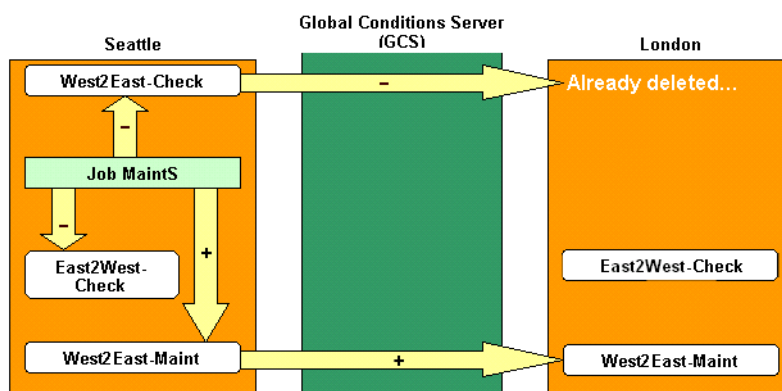 Global Conditions Server
(GCS)
Seattle
London
West2East-Check
–
Already deleted...
–
Job MaintS
–
+
East2West-
Check
East2West-Check
West2East-Maint
+
West2East-Maint